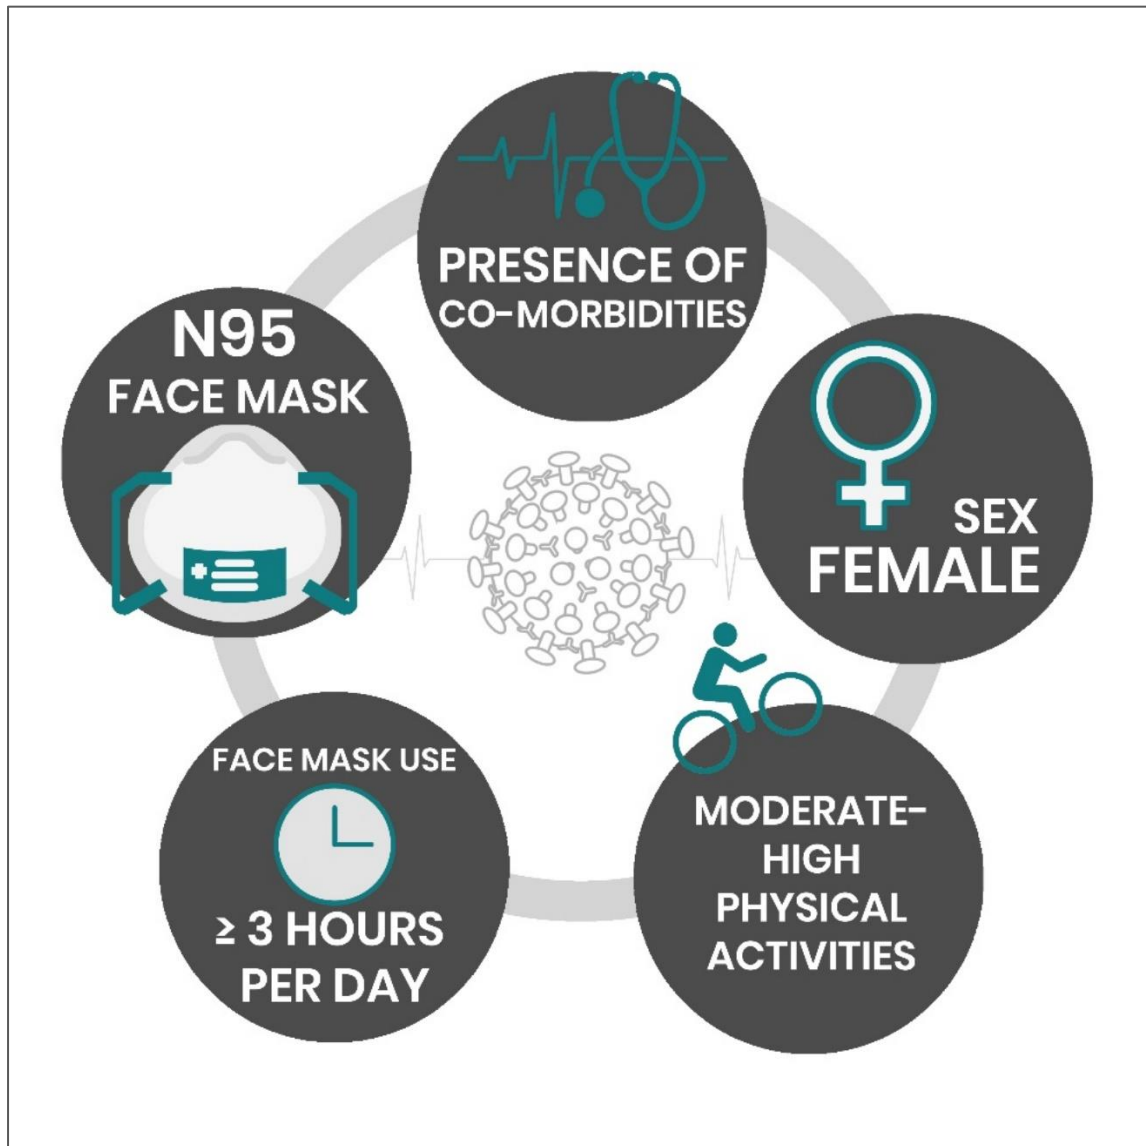 PRESENCE OF
CO-MORBIDITIES
N95
FACE MASK
SEX
FEMALE
FACE MASK USE
≥ 3 HOURS
PER DAY
MODERATE-
HIGH
PHYSICAL
ACTIVITIES